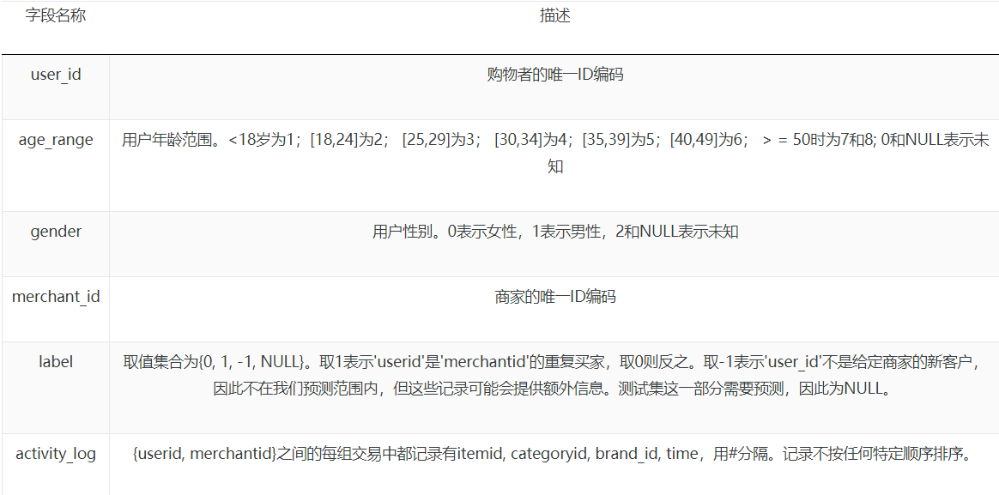 字段名称 描述
user_id 购物者的唯一ID编码
age_range 用户年龄范围。<18岁为1；[18,24]为2； [25,29]为3； [30,34]为4；[35,39]为5；[40,49]为6； > = 50时为7和8; 0和NULL表示未
知
gender 用户性别。0表示女性，1表示男性，2和NULL表示未知
merchant_id 商家的唯一ID编码
label 取值集合为{0, 1, -1, NULL}。取1表示'userid'是'merchantid'的重复买家，取0则反之。取-1表示'user_id'不是给定商家的新客户，
因此不在我们预测范围内，但这些记录可能会提供额外信息。测试集这一部分需要预测，因此为NULL。
activity_log {userid, merchantid}之间的每组交易中都记录有itemid, categoryid, brand_id, time，用#分隔。记录不按任何特定顺序排序。